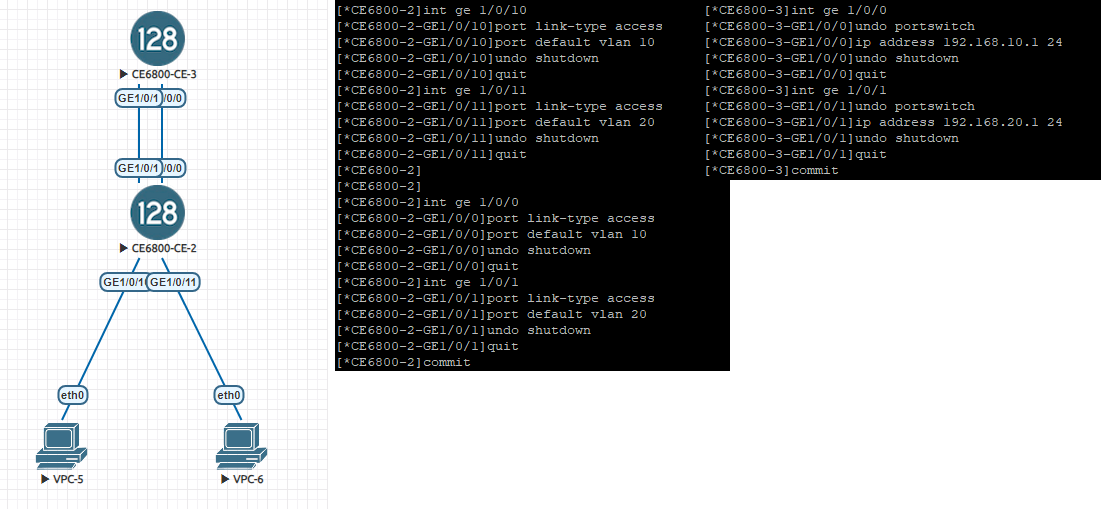 128
CE6800-CE-3
GE1/0/1
/0/0
GE1/0/1
/0/0
128
CE6800-CE-2
GE1/0/1
GE1/0/11
eth0
eth0
VPC-5
VPC-6
[*CE6800-2]int ge 1/0/10
[*CE6800-2-GE1/0/10]port link-type access
[*CE6800-2-GE1/0/10]port default vlan 10
[*CE6800-2-GE1/0/10]undo shutdown
[*CE6800-2-GE1/0/10]quit
[*CE6800-2]int ge 1/0/11
[*CE6800-2-GE1/0/11]port link-type access
[*CE6800-2-GE1/0/11]port default vlan 20
[*CE6800-2-GE1/0/11]undo shutdown
[*CE6800-2-GE1/0/11]quit
[*CE6800-2]
[*CE6800-2]
[*CE6800-2]int ge 1/0/0
[*CE6800-2-GE1/0/0]port link-type access
[*CE6800-2-GE1/0/0]port default vlan 10
[*CE6800-2-GE1/0/0]undo shutdown
[*CE6800-2-GE1/0/0]quit
[*CE6800-2]int ge 1/0/1
[*CE6800-2-GE1/0/1]port link-type access
[*CE6800-2-GE1/0/1]port default vlan 20
[*CE6800-2-GE1/0/1]undo shutdown
[*CE6800-2-GE1/0/1]quit
[*CE6800-2]commit
[*CE6800-3]int ge 1/0/0
[*CE6800-3-GE1/0/0]undo portswitch
[*CE6800-3-GE1/0/0]ip address 192.168.10.1 24
[*CE6800-3-GE1/0/0]undo shutdown
[*CE6800-3-GE1/0/0]quit
[*CE6800-3]int ge 1/0/1
[*CE6800-3-GE1/0/1]undo portswitch
[*CE6800-3-GE1/0/1]ip address 192.168.20.1 24
[*CE6800-3-GE1/0/1]undo shutdown
[*CE6800-3-GE1/0/1]quit
[*CE6800-3]commit